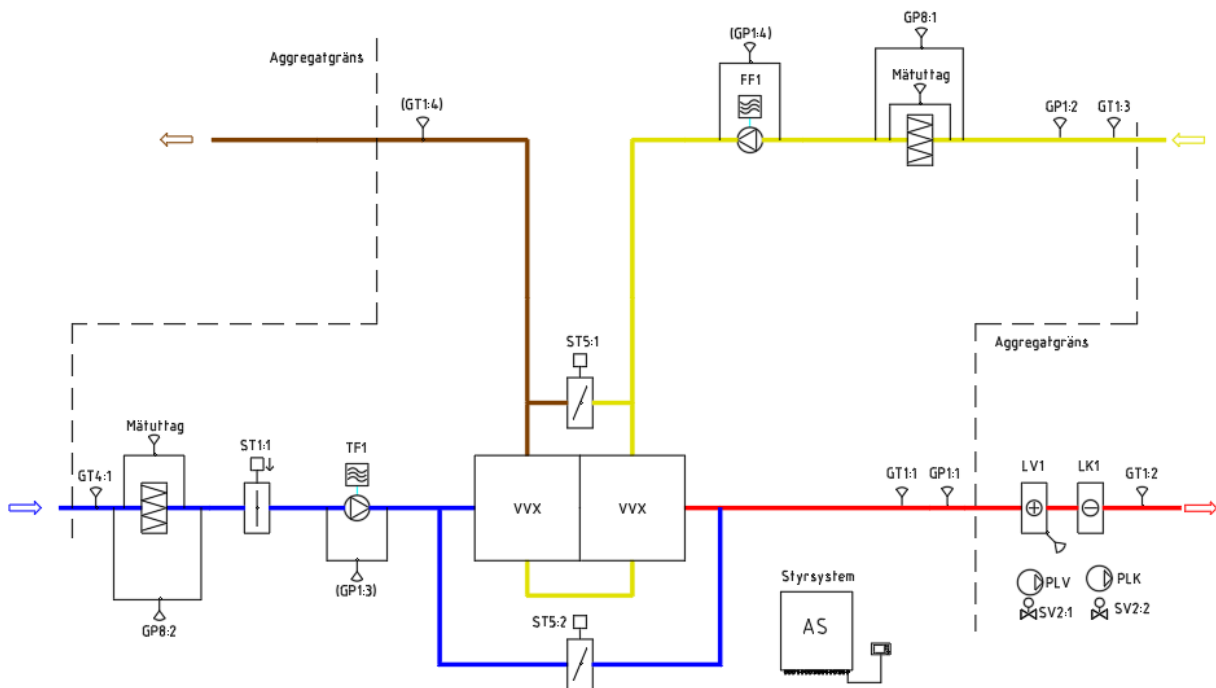 GP8:1
(GP1:4)
Aggregatgräns
FF1
Mätuttag
(GT1:4)
GP1:2
GT1:3
ST5:1
Aggregatgräns
Mätuttag
ST1:1
TF1
GT4:1
GT1:1
GP1:1
LV1
LK1
GT1:2
VVX
VVX
Styrsystem
PLV
PLK
(GP1:3)
SV2:1
SV2:2
GP8:2
ST5:2
AS